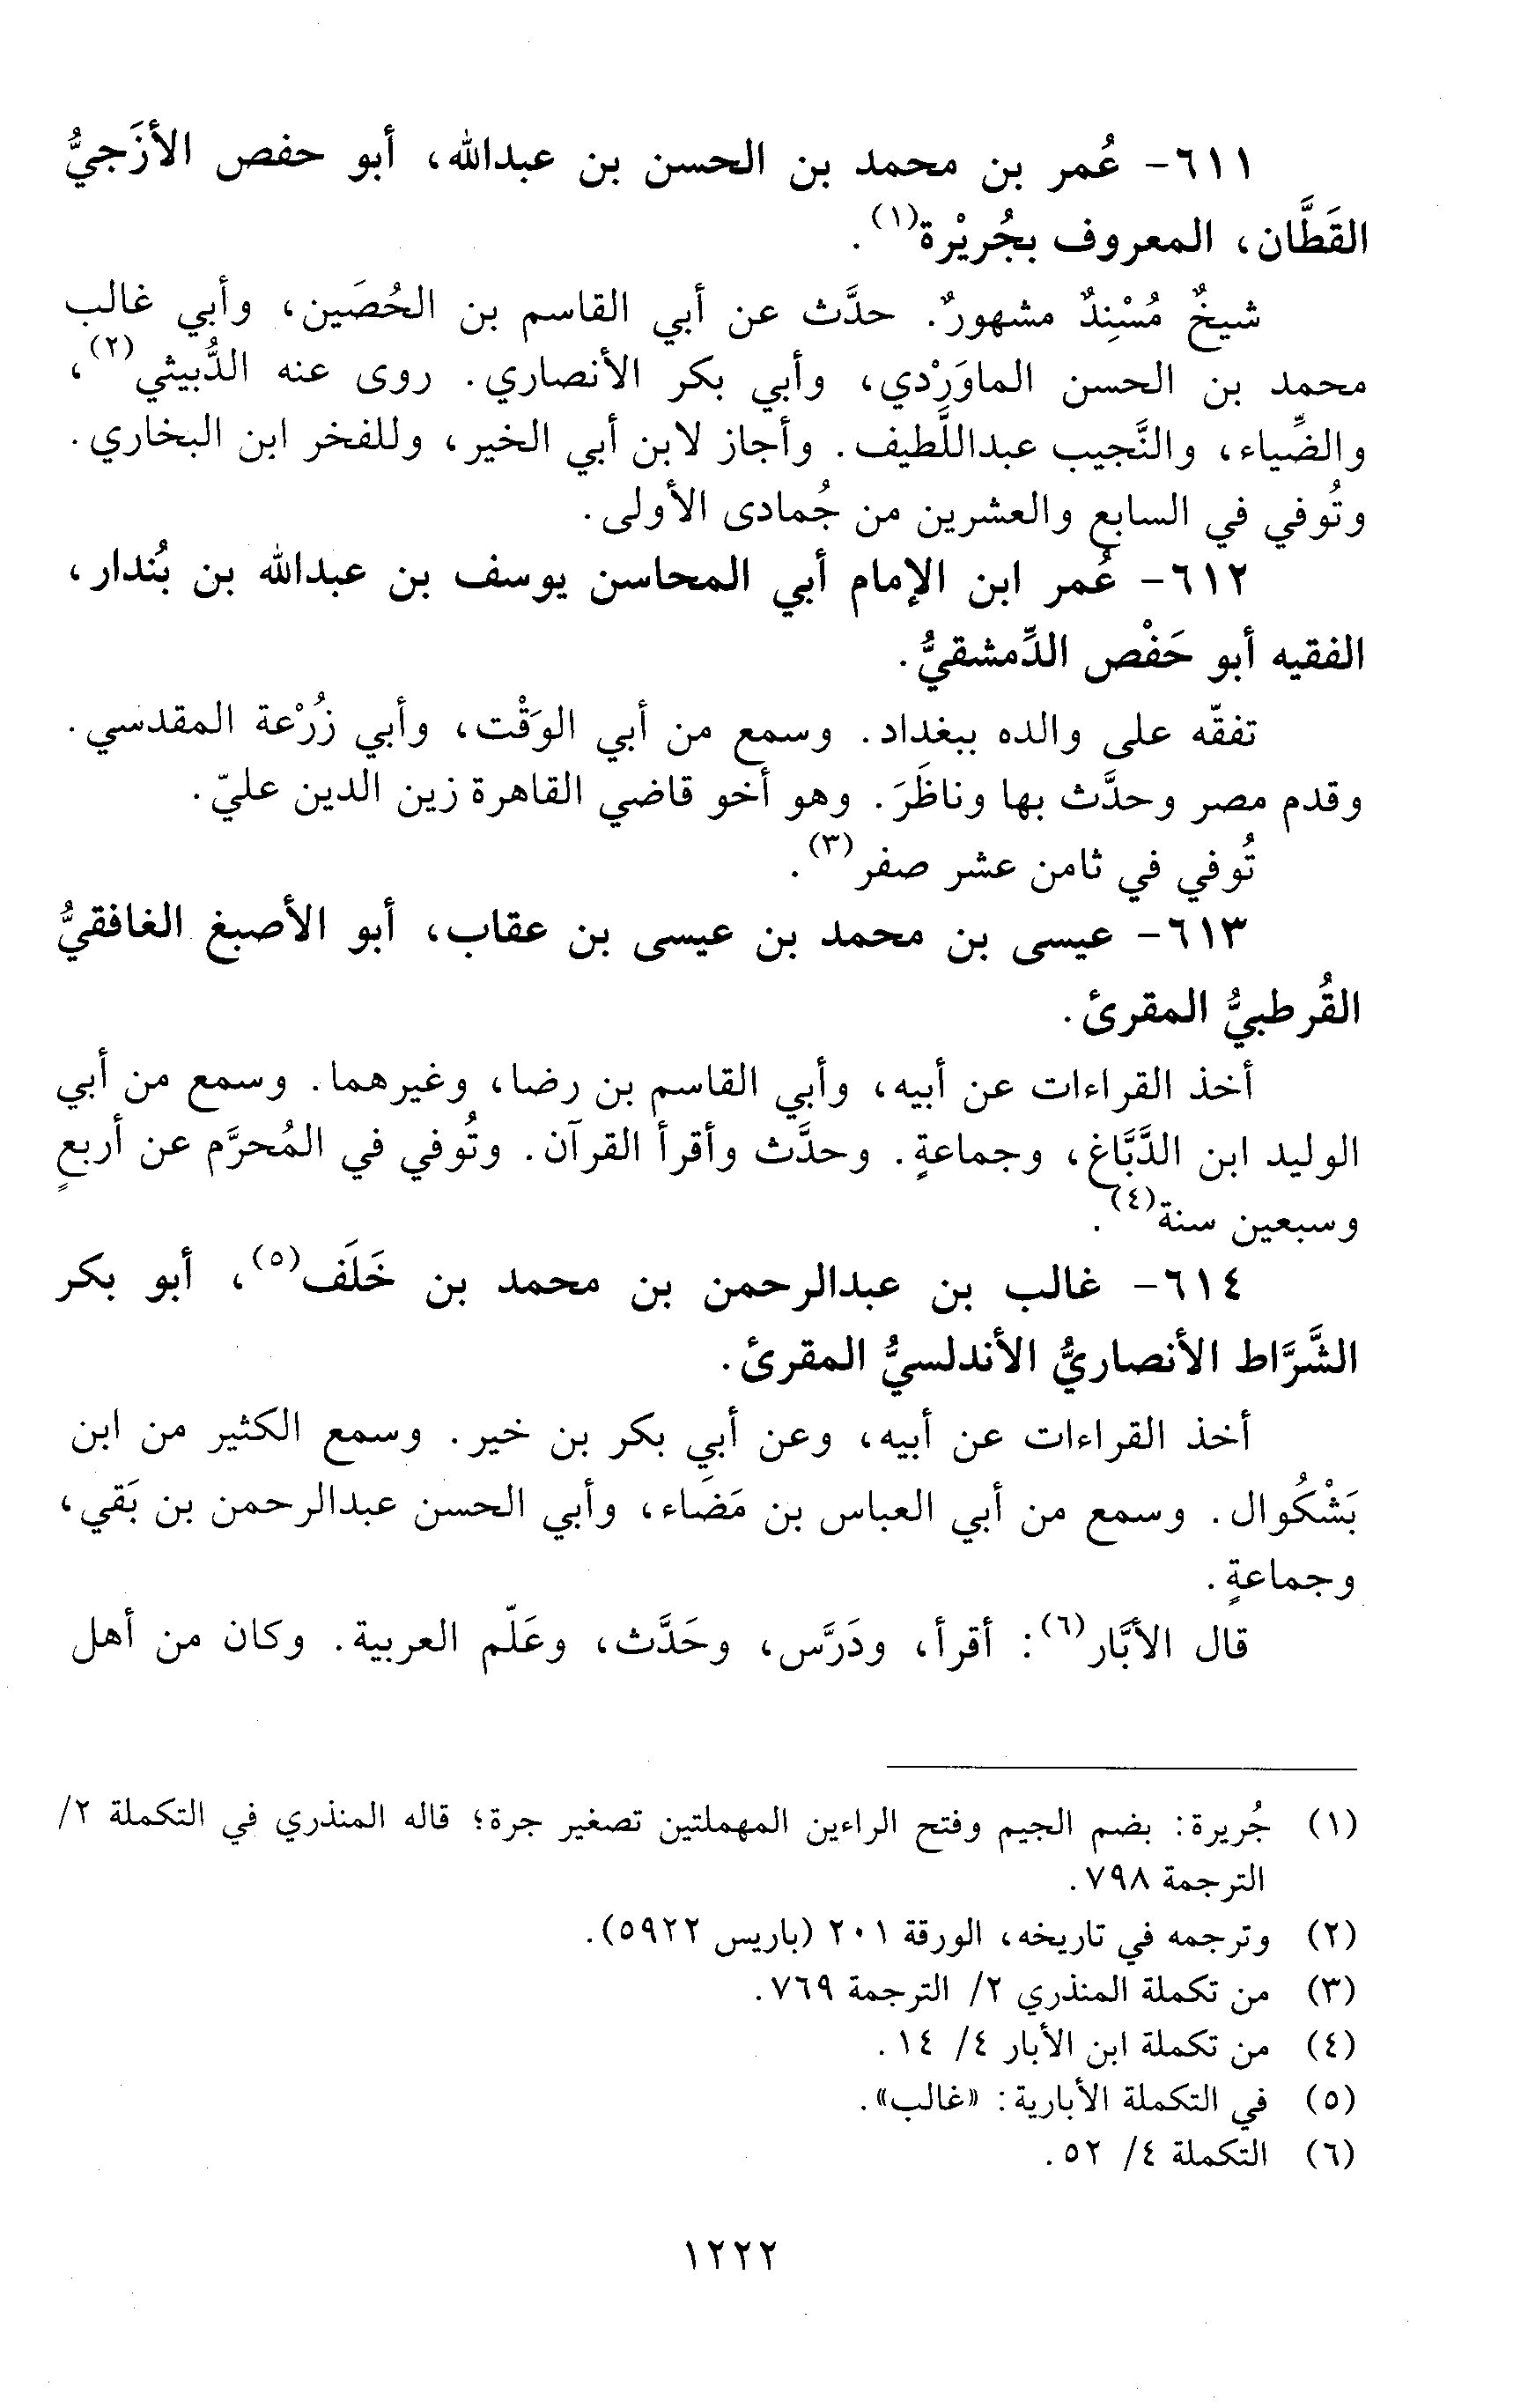 ٦١١- عُمر بن محمد بن الحسن بن عبدالله، أبو حفص الأزَجيُّ
القَطَّان، المعروف بجُريْرة(١).
شيخٌ مُسْنِدٌ مشهورٌ. حدَّث عن أبي القاسم بن الحُصَين، وأبي غالب
محمد بن الحسن الماوَرْدي، وأبي بكر الأنصاري. روى عنه الدُّبيثي(٢)،
والضِّياء، والنَّجيب عبداللَّطيف. وأجاز لابن أبي الخير، وللفخر ابن البخاري.
وتُوفي في السابع والعشرين من جُمادى الأولى.
٦١٢- عُمر ابن الإمام أبي المحاسن يوسف بن عبدالله بن بُندار،
الفقيه أبو حَفْص الدِّمشقيُّ.
تفقّه على والده ببغداد. وسمع من أبي الوَقْت، وأبي زُرْعة المقدسي.
وقدم مصر وحدَّث بها وناظَرَ. وهو أخو قاضي القاهرة زين الدين عليّ.
تُوفي في ثامن عشر صفر(٣).
٦١٣- عيسى بن محمد بن عيسى بن عقاب، أبو الأصبغ الغافقيُّ
القُرطبيُّ المقرئ.
أخذ القراءات عن أبيه، وأبي القاسم بن رضا، وغيرهما. وسمع من أبي
الوليد ابن الدَّبَّاغ، وجماعةٍ. وحدَّث وأقرأ القرآن. وتُوفي في المُحرَّم عن أربعٍ
وسبعين سنة(٤).
٦١٤- غالب بن عبدالرحمن بن محمد بن خَلَف(٥)، أبو بكر
الشَّرَّاط الأنصاريُّ الأندلسيُّ المقرئ.
أخذ القراءات عن أبيه، وعن أبي بكر بن خير. وسمع الكثير من ابن
بَشْكُوال. وسمع من أبي العباس بن مَضَاء، وأبي الحسن عبدالرحمن بن بَقي،
وجماعةٍ.
قال الأبَّار(٦): أقرأ، ودَرَّس، وحَدَّث، وعَلّم العربية. وكان من أهل
(١) جُريرة: بضم الجيم وفتح الراءين المهملتين تصغير جرة؛ قاله المنذري في التكملة ٢/
الترجمة ٧٩٨.
(٢) وترجمه في تاريخه، الورقة ٢٠١ (باريس ٥٩٢٢).
(٣) من تكملة المنذري ٢/ الترجمة ٧٦٩.
(٤) من تكملة ابن الأبار ٤/ ١٤.
(٥) في التكملة الأبارية: «غالب».
(٦) التكملة ٤/ ٥٢.
١٢٢٢